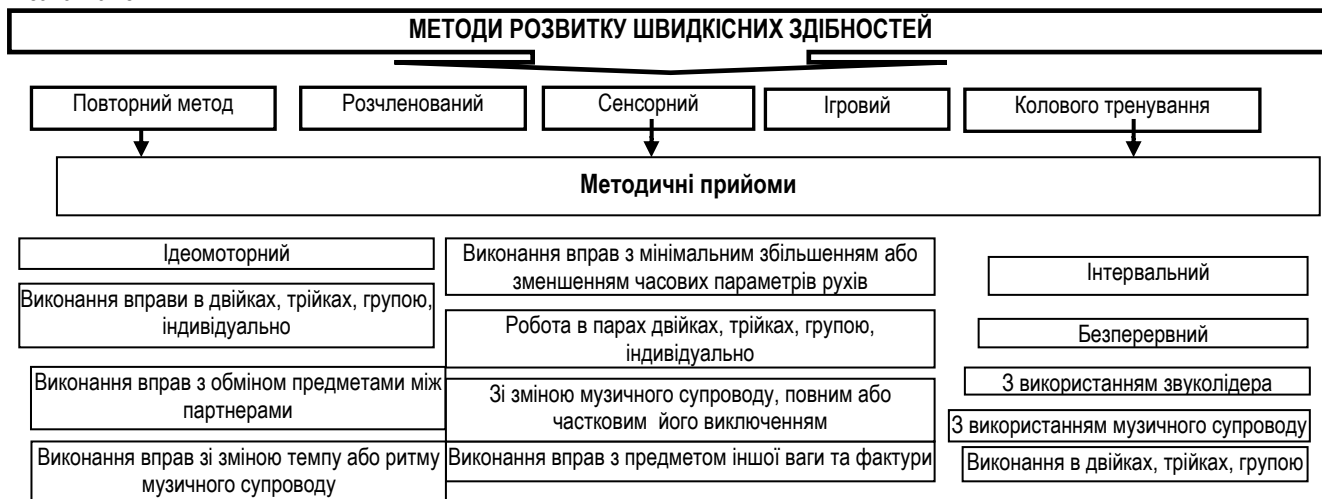 МЕТОДИ РОЗВИТКУ ШВИДКІСНИХ ЗДІБНОСТЕЙ
Повторний метод
Розчленований
Сенсорний
Ігровий
Колового тренування
Методичні прийоми
Ідеомоторний
Виконання вправи в двійках, трійках, групою,
індивідуально
Виконання вправ з обміном предметами між
партнерами
Виконання вправ зі зміною темпу або ритму
музичного супроводу
Виконання вправ з мінімальним збільшенням або
зменшенням часових параметрів рухів
Робота в парах двійках, трійках, групою,
індивідуально
Зі зміною музичного супроводу, повним або
частковим його виключенням
Виконання вправ з предметом іншої ваги та фактури
Інтервальний
Безперервний
З використанням звуколідера
З використанням музичного супроводу
Виконання в двійках, трійках, групою